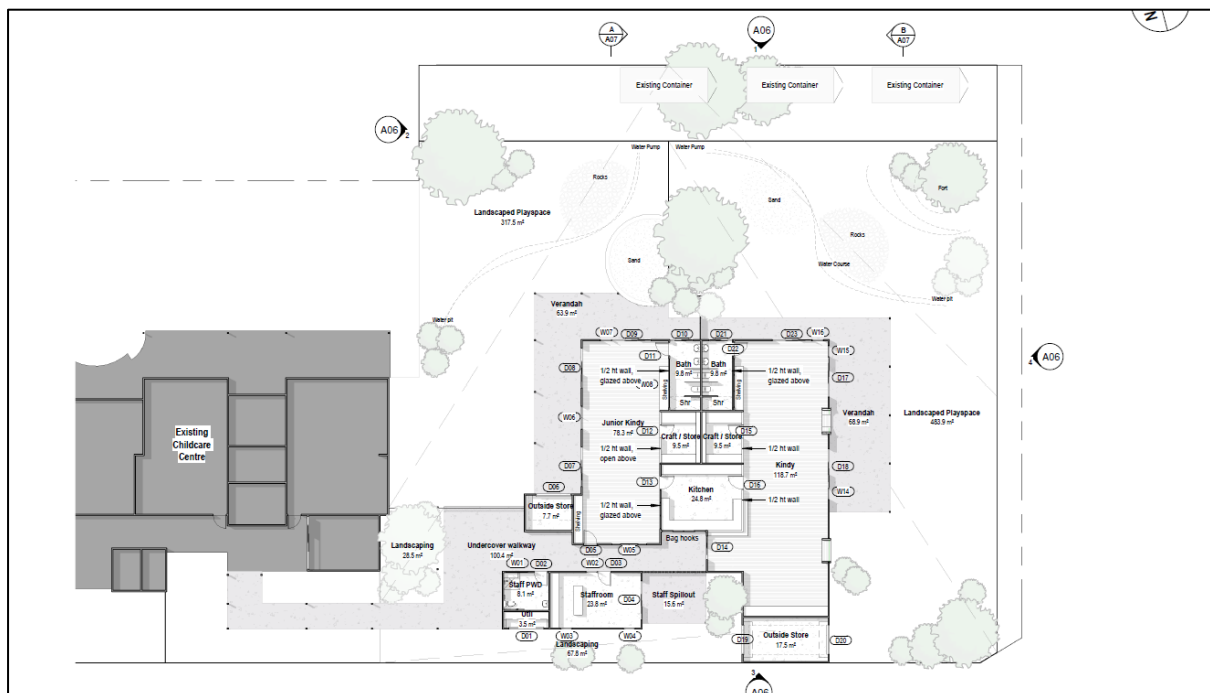 N
A
A07
A06
1
B
A07
Existing Container
Existing Container
Existing Container
A06
2
Water Pump
Water Pump
Rocks
Sand
Fort
Landscaped Playspace
317.5 m²
Rocks
Sand
Water Course
Water pit
Water pit
Verandah
63.9 m²
W07
D09
D10
D21
D23
W16
D11
D22
W15
Bath
9.8 m²
Bath
9.8 m²
A06
4
D08
1/2 ht wall,
glazed above
W08
Shelving
Shelving
1/2 ht wall,
glazed above
D17
Shr
Shr
W06
Junior Kindy
78.3 m²
Verandah
68.9 m²
Landscaped Playspace
483.9 m²
Existing
Childcare
Centre
D12
Craft / Store
9.5 m²
Craft / Store
9.5 m²
D15
1/2 ht wall,
open above
1/2 ht wall
D07
Kindy
118.7 m²
D18
D13
Kitchen
24.8 m²
D16
D06
W14
Outside Store
7.7 m²
1/2 ht wall,
glazed above
1/2 ht wall
Shelving
Bag hooks
Landscaping
28.5 m²
Undercover walkway
100.4 m²
D05
W05
D14
W01
D02
W02
D03
Staff PWD
8.1 m²
Staffroom
23.8 m²
D04
Staff Spillout
15.6 m²
Util
3.5 m²
D01
W03
W04
Landscaping
67.8 m²
D19
Outside Store
17.5 m²
D20
3
A06